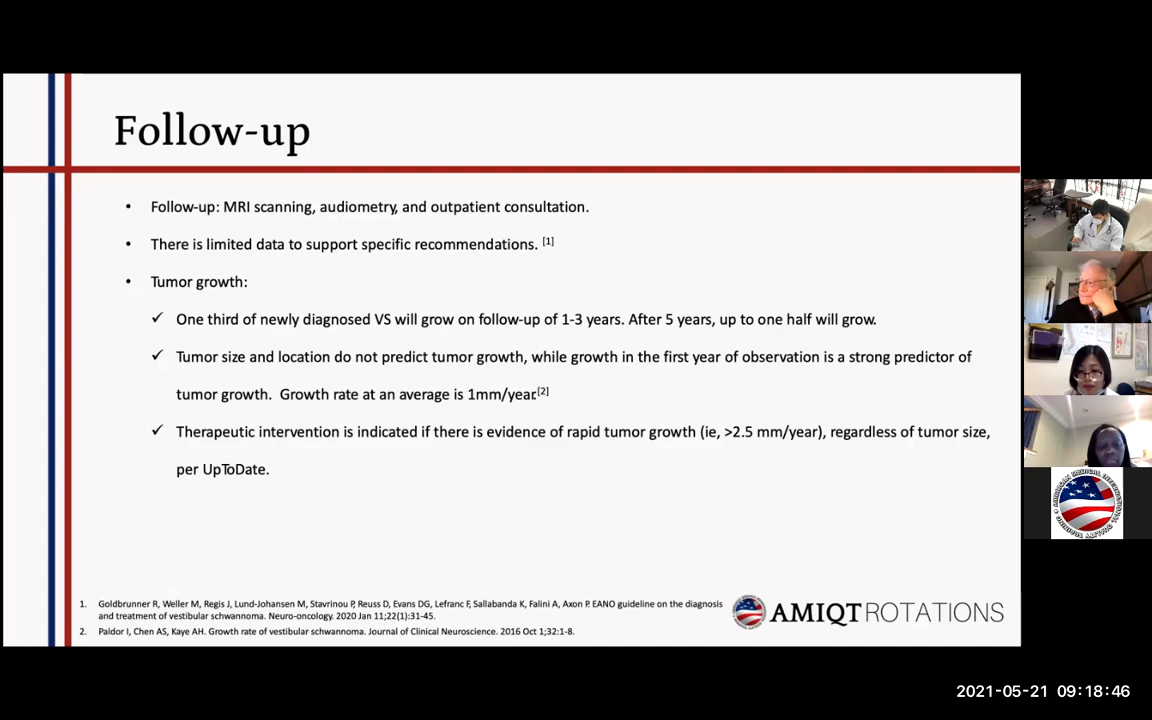 Follow-up
• Follow-up: MRI scanning, audiometry, and outpatient consultation.
• There is limited data to support specific recommendations. [1]
• Tumor growth:
✓ One third of newly diagnosed VS will grow on follow-up of 1-3 years. After 5 years, up to one half will grow.
✓ Tumor size and location do not predict tumor growth, while growth in the first year of observation is a strong predictor of
tumor growth. Growth rate at an average is 1mm/year.[2]
✓ Therapeutic intervention is indicated if there is evidence of rapid tumor growth (ie, >2.5 mm/year), regardless of tumor size,
per UpToDate.
1. Goldbrunner R, Weller M, Regis J, Lund-Johansen M, Stavrinou P, Reuss D, Evans DG, Lefranc F, Sallabanda K, Falini A, Axon P. EANO guideline on the diagnosis
and treatment of vestibular schwannoma. Neuro-oncology. 2020 Jan 11;22(1):31-45.
2. Paldor I, Chen AS, Kaye AH. Growth rate of vestibular schwannoma. Journal of Clinical Neuroscience. 2016 Oct 1;32:1-8.
AMIQT ROTATIONS
2021-05-21 09:18:46